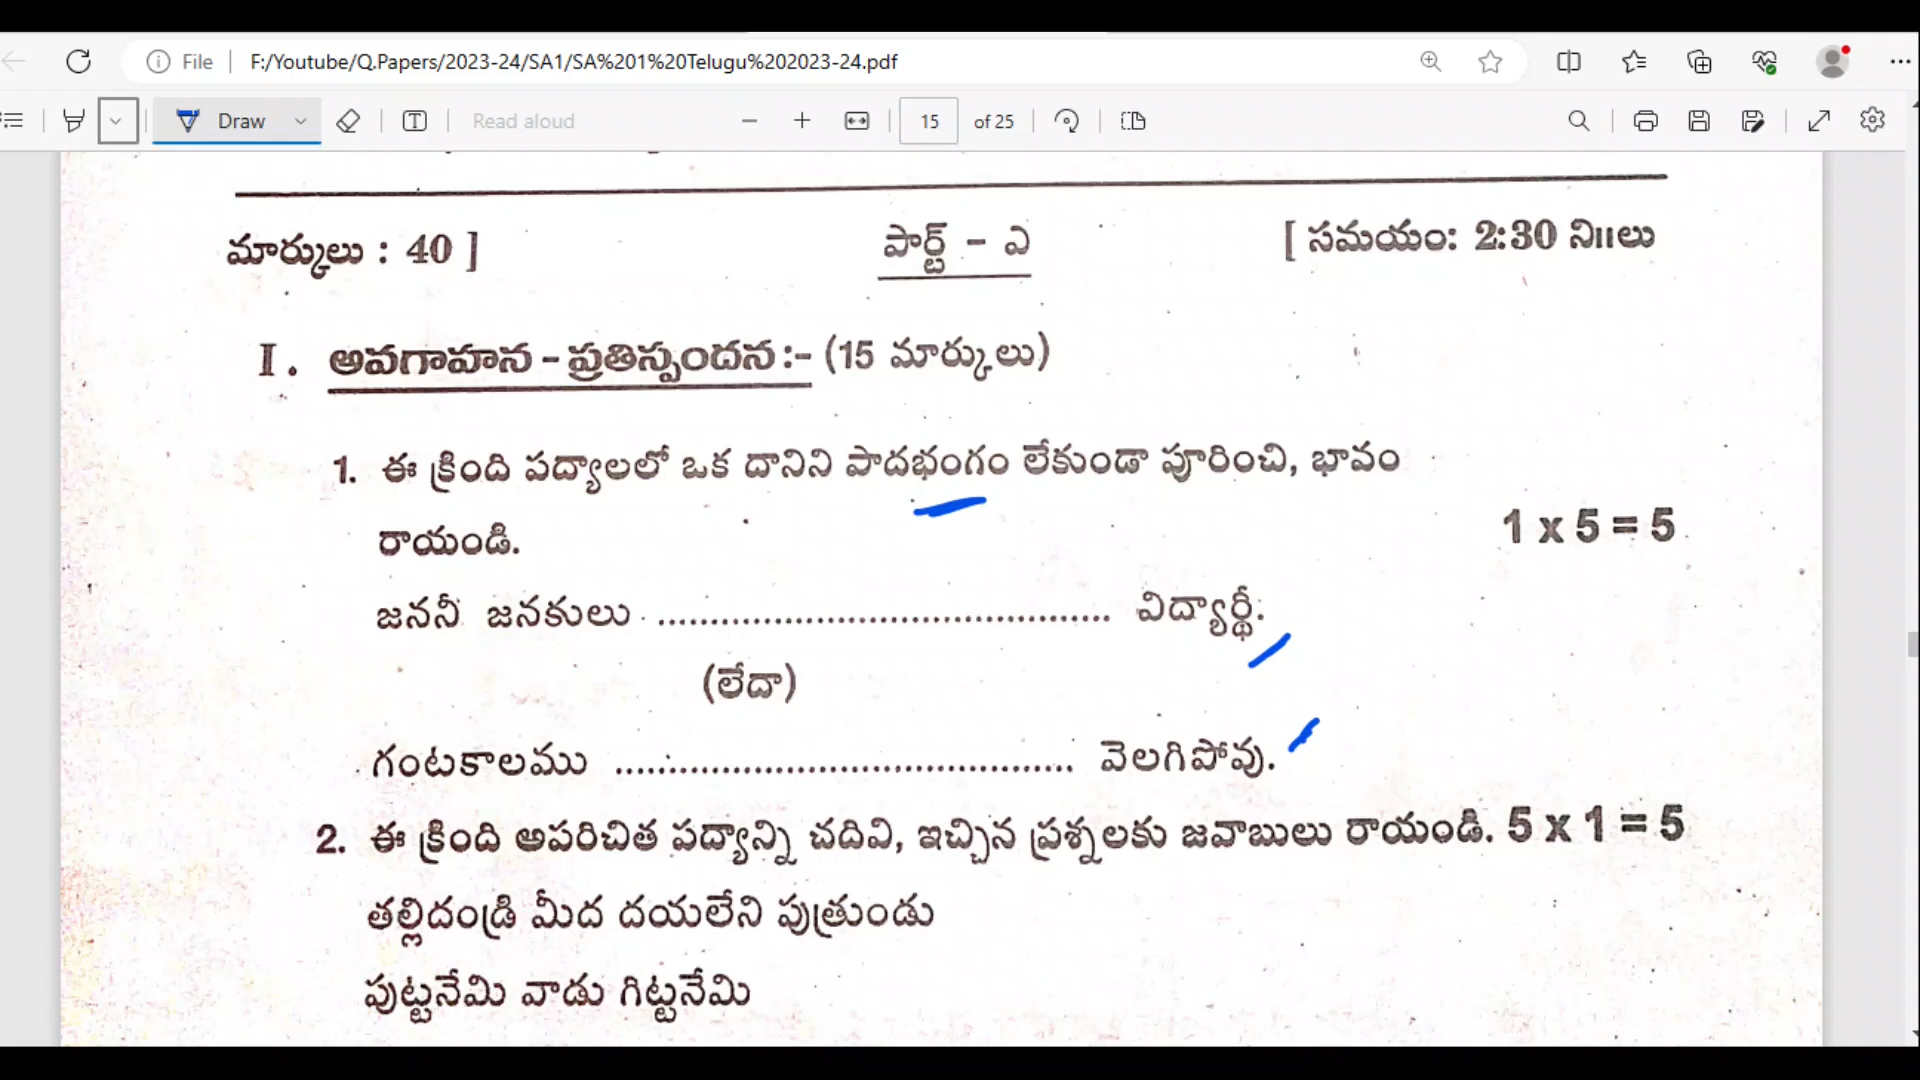 File F:/Youtube/Q.Papers/2023-24/SA1/SA%201%20Telugu%202023-24.pdf
Draw Read aloud 15 of 25
మార్కులు : 40 ] పార్ట్ - ఎ [ సమయం: 2:30 ని॥లు
I. అవగాహన - ప్రతిస్పందన :- (15 మార్కులు)
1. ఈ క్రింది పద్యాలలో ఒక దానిని పాదభంగం లేకుండా పూరించి, భావం
రాయండి. 1 x 5 = 5
జననీ జనకులు ........................................... విద్యార్థీ.
(లేదా)
గంటకాలము ........................................... వెలగిపోవు.
2. ఈ క్రింది అపరిచిత పద్యాన్ని చదివి, ఇచ్చిన ప్రశ్నలకు జవాబులు రాయండి. 5 x 1 = 5
తల్లిదండ్రి మీద దయలేని పుత్రుండు
పుట్టనేమి వాడు గిట్టనేమి